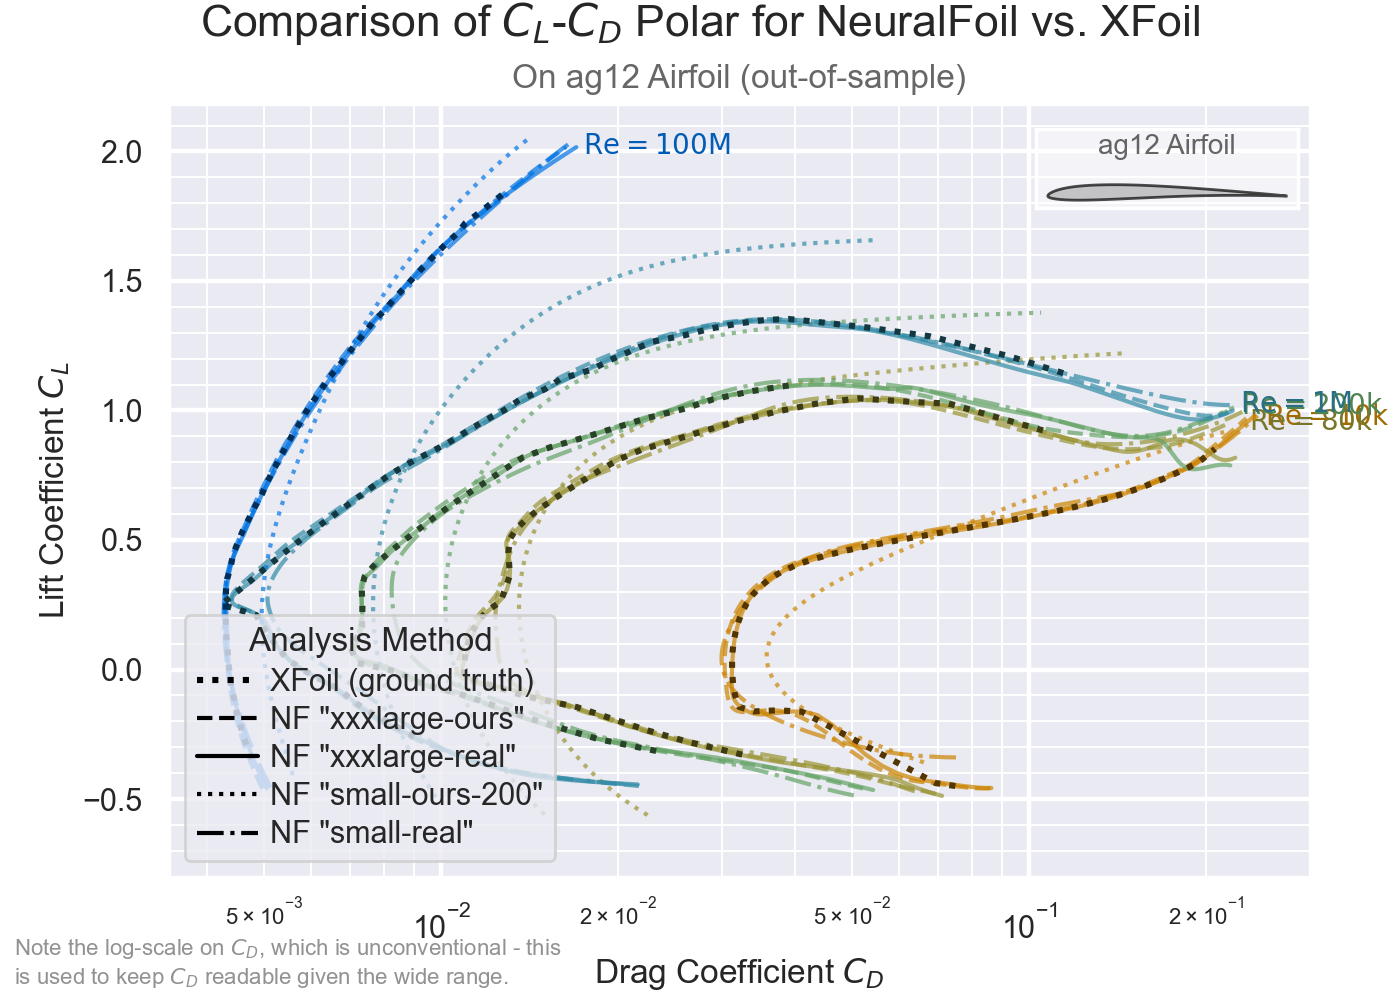 Comparison of C_L-C_D Polar for NeuralFoil vs. XFoil
On ag12 Airfoil (out-of-sample)
Re = 100M
ag12 Airfoil
2.0
1.5
1.0
0.5
0.0
−0.5
Lift Coefficient C_L
Re = 1M
Re = 80k
Analysis Method
XFoil (ground truth)
NF "xxxlarge-ours"
NF "xxxlarge-real"
NF "small-ours-200"
NF "small-real"
5 × 10⁻³
10⁻²
2 × 10⁻²
5 × 10⁻²
10⁻¹
2 × 10⁻¹
Drag Coefficient C_D
Note the log-scale on C_D, which is unconventional - this
is used to keep C_D readable given the wide range.